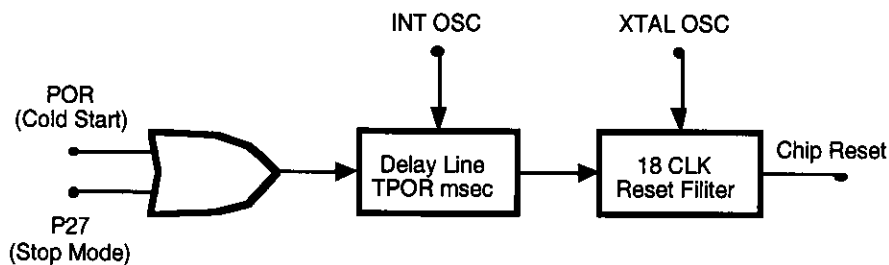 INT OSC
XTAL OSC
POR
(Cold Start)
Delay Line
TPOR msec
18 CLK
Reset Filiter
Chip Reset
P27
(Stop Mode)